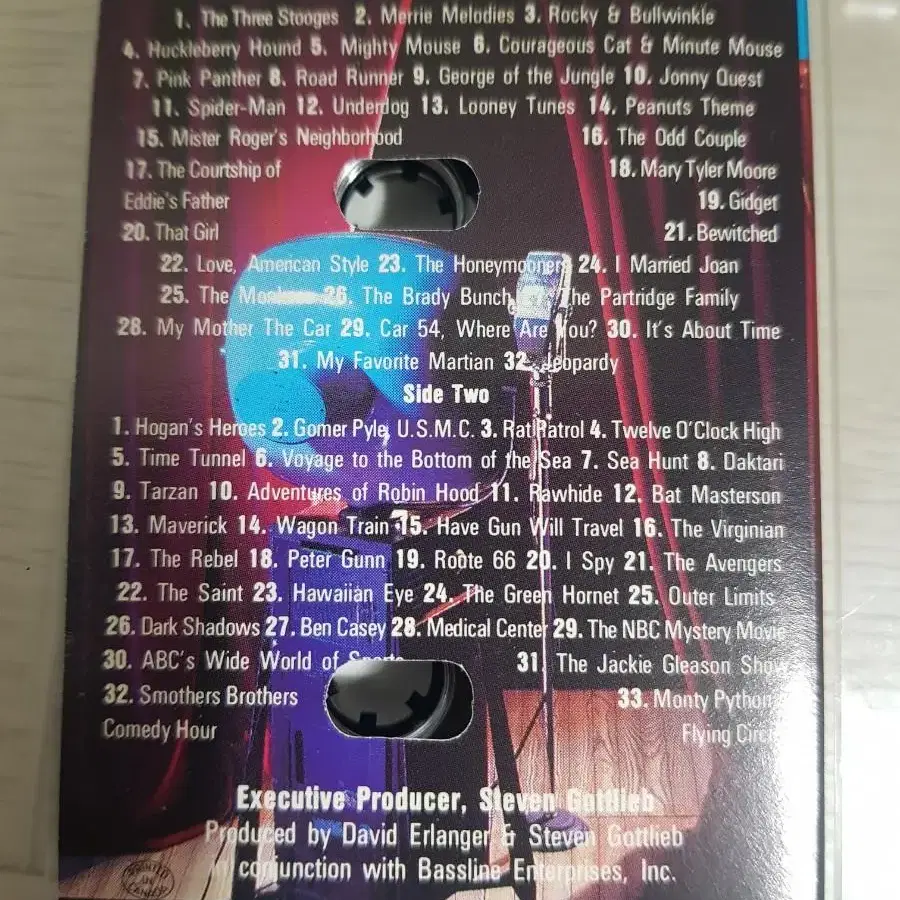 1. The Three Stooges 2. Merrie Melodies 3. Rocky & Bullwinkle
4. Huckleberry Hound 5. Mighty Mouse 6. Courageous Cat & Minute Mouse
7. Pink Panther 8. Road Runner 9. George of the Jungle 10. Jonny Quest
11. Spider-Man 12. Underdog 13. Looney Tunes 14. Peanuts Theme
15. Mister Roger's Neighborhood 16. The Odd Couple
17. The Courtship of 18. Mary Tyler Moore
Eddie's Father 19. Gidget
20. That Girl 21. Bewitched
22. Love, American Style 23. The Honeymooners 24. I Married Joan
25. The 26. The Brady Bunch The Partridge Family
28. My Mother The Car 29. Car 54, Where Are You? 30. It's About Time
31. My Favorite Martian 32. Jeopardy
Side Two
1. Hogan's Heroes 2. Gomer Pyle, U.S.M.C. 3. Rat Patrol 4. Twelve O'Clock High
5. Time Tunnel 6. Voyage to the Bottom of the Sea 7. Sea Hunt 8. Daktari
9. Tarzan 10. Adventures of Robin Hood 11. Rawhide 12. Bat Masterson
13. Maverick 14. Wagon Train 15. Have Gun Will Travel 16. The Virginian
17. The Rebel 18. Peter Gunn 19. Route 66 20. I Spy 21. The Avengers
22. The Saint 23. Hawaiian Eye 24. The Green Hornet 25. Outer Limits
26. Dark Shadows 27. Ben Casey 28. Medical Center 29. The NBC Mystery Movie
30. ABC's Wide World of Sports 31. The Jackie Gleason Show
32. Smothers Brothers 33. Monty Python
Comedy Hour Flying
Executive Producer, Steven Gottlieb
Produced by David Erlanger & Steven Gottlieb
in conjunction with Bassline Enterprises, Inc.